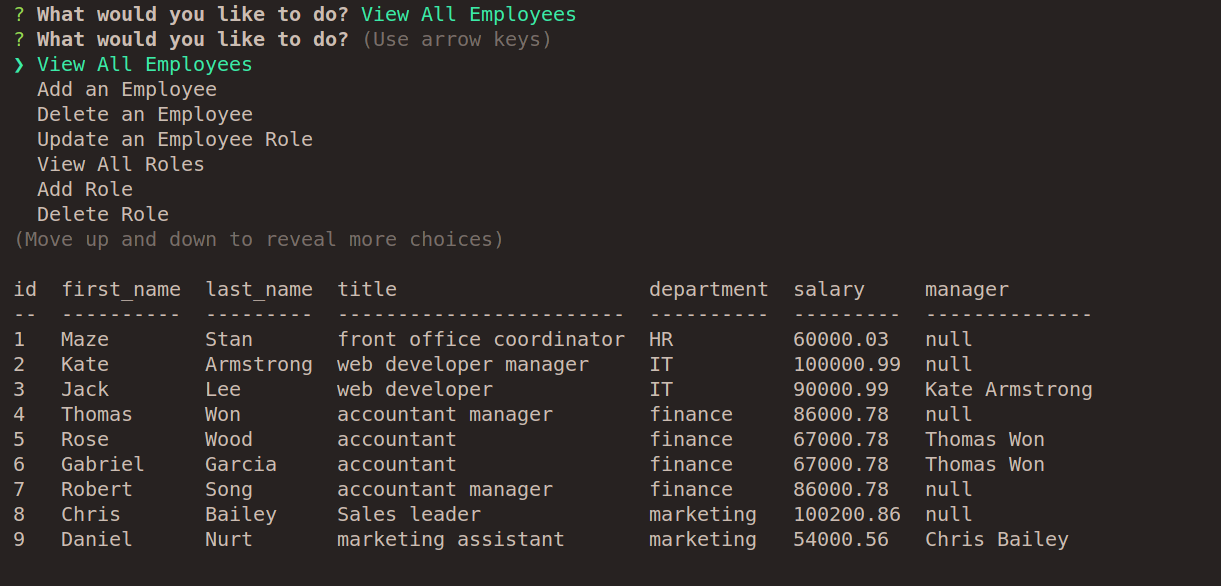 ? What would you like to do? View All Employees
? What would you like to do? (Use arrow keys)
❯ View All Employees
  Add an Employee
  Delete an Employee
  Update an Employee Role
  View All Roles
  Add Role
  Delete Role
(Move up and down to reveal more choices)

id  first_name  last_name  title                     department  salary     manager
--  ----------  ---------  ------------------------  ----------  ---------  --------------
1   Maze        Stan       front office coordinator  HR          60000.03   null
2   Kate        Armstrong  web developer manager     IT          100000.99  null
3   Jack        Lee        web developer             IT          90000.99   Kate Armstrong
4   Thomas      Won        accountant manager        finance     86000.78   null
5   Rose        Wood       accountant                finance     67000.78   Thomas Won
6   Gabriel     Garcia     accountant                finance     67000.78   Thomas Won
7   Robert      Song       accountant manager        finance     86000.78   null
8   Chris       Bailey     Sales leader              marketing   100200.86  null
9   Daniel      Nurt       marketing assistant       marketing   54000.56   Chris Bailey